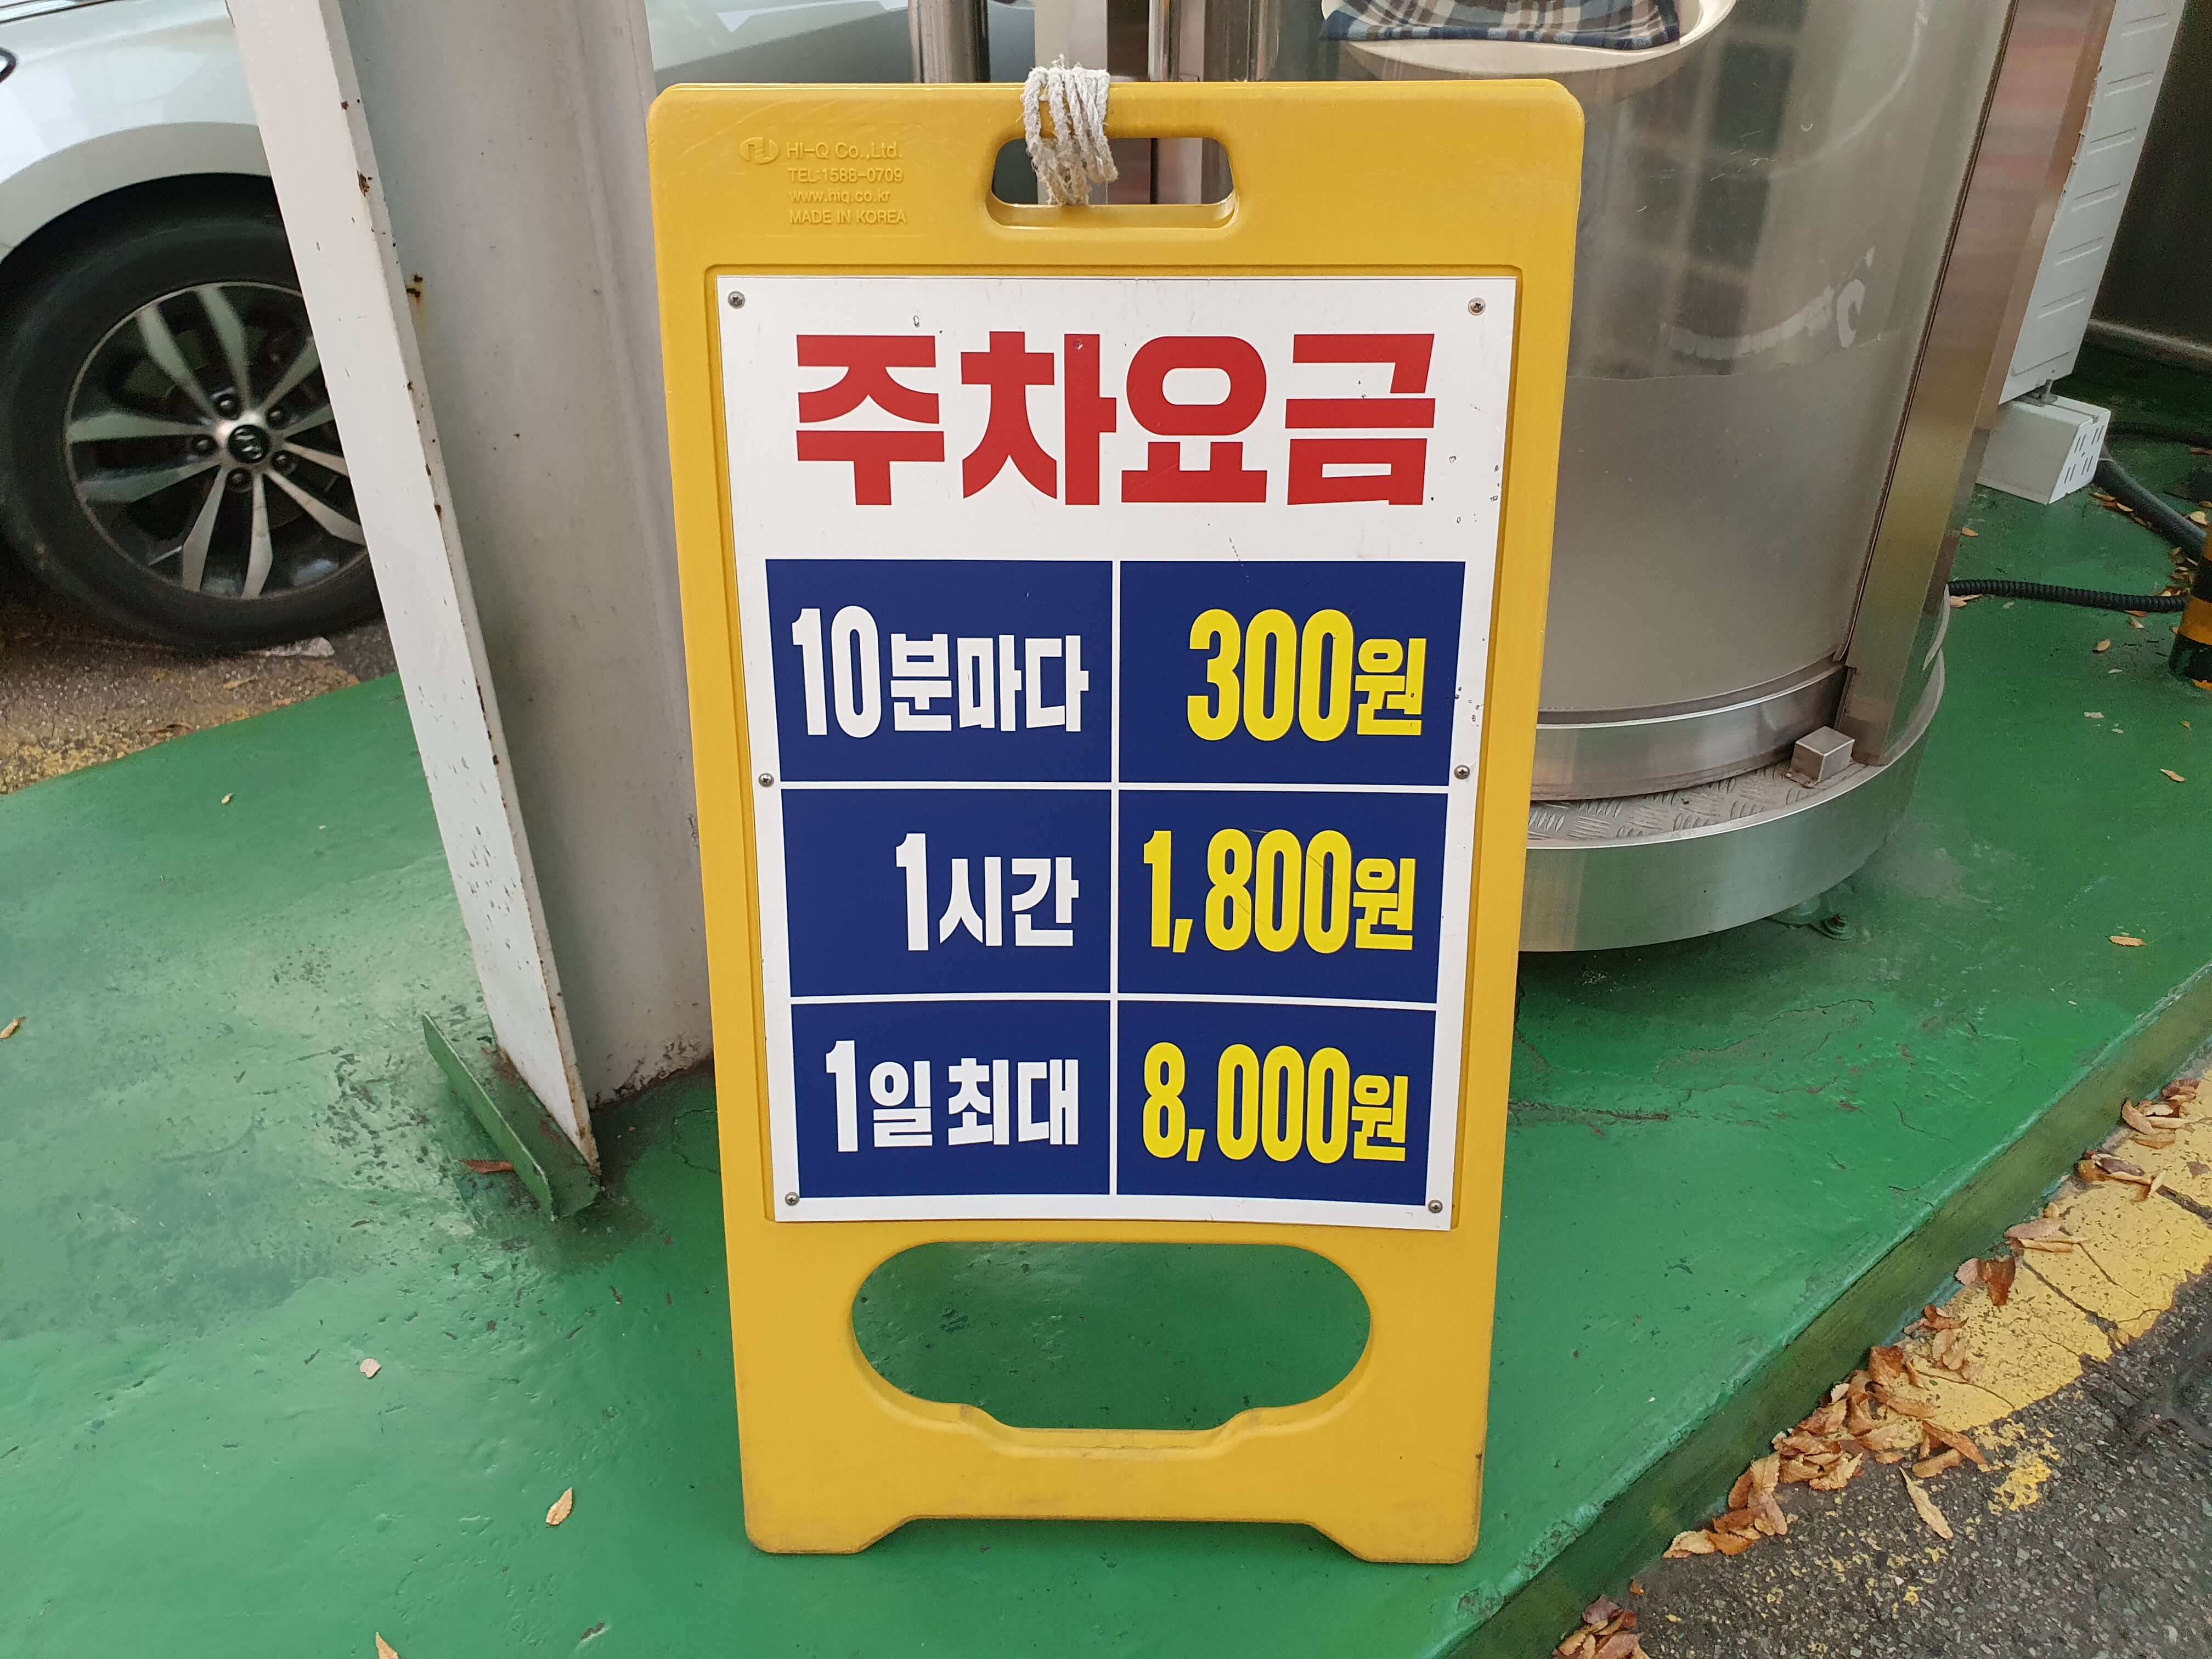 HI-Q Co.,Ltd.
TEL:1588-0709
www.hiq.co.kr
MADE IN KOREA
주차요금
10분마다 300원
1시간 1,800원
1일 최대 8,000원